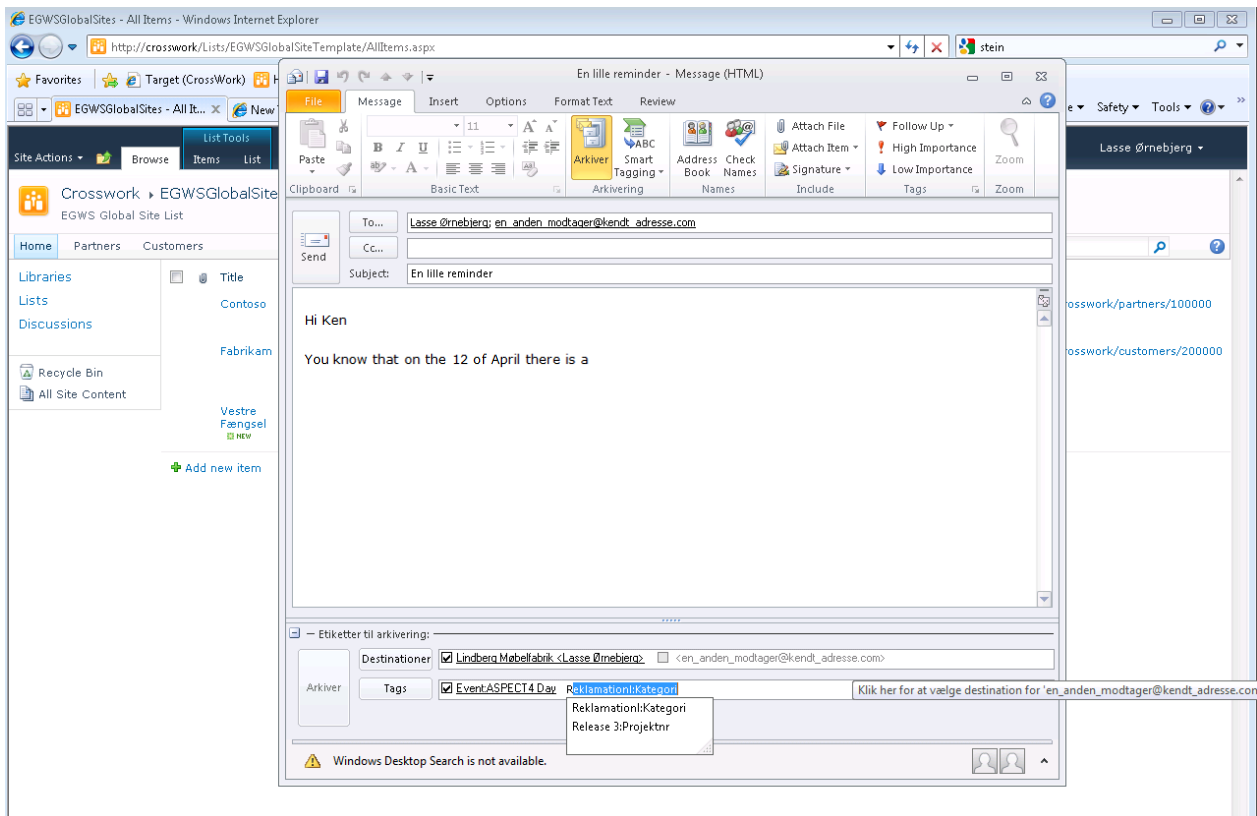 EGWSGlobalSites - All Items - Windows Internet Explorer
http://crosswork/Lists/EGWSGlobalSiteTemplate/AllItems.aspx
stein
Favorites
Target (CrossWork)
EGWSGlobalSites - All It...
New
Safety
Tools
Site Actions
Browse
List Tools
Items
List
Lasse Ørnebjerg
Crosswork
EGWSGlobalSite
EGWS Global Site List
Home
Partners
Customers
Libraries
Lists
Discussions
Recycle Bin
All Site Content
Title
Contoso
Fabrikam
Vestre
Fængsel
NEW
Add new item
rosswork/partners/100000
rosswork/customers/200000
En lille reminder - Message (HTML)
File
Message
Insert
Options
Format Text
Review
Paste
Clipboard
11
B I U
Basic Text
Arkiver
Smart
Tagging
ABC
Arkivering
Address
Book
Check
Names
Names
Attach File
Attach Item
Signature
Include
Follow Up
High Importance
Low Importance
Tags
Zoom
Zoom
Send
To...
Lasse Ørnebjerg; en_anden_modtager@kendt_adresse.com
Cc...
Subject:
En lille reminder
Hi Ken
You know that on the 12 of April there is a
Etiketter til arkivering:
Arkiver
Destinationer
Lindberg Møbelfabrik <Lasse Ørnebjerg>
<en_anden_modtager@kendt_adresse.com>
Tags
Event:ASPECT4 Day
ReklamationI:Kategori
Klik her for at vælge destination for 'en_anden_modtager@kendt_adresse.com
ReklamationI:Kategori
Release 3:Projektnr
Windows Desktop Search is not available.